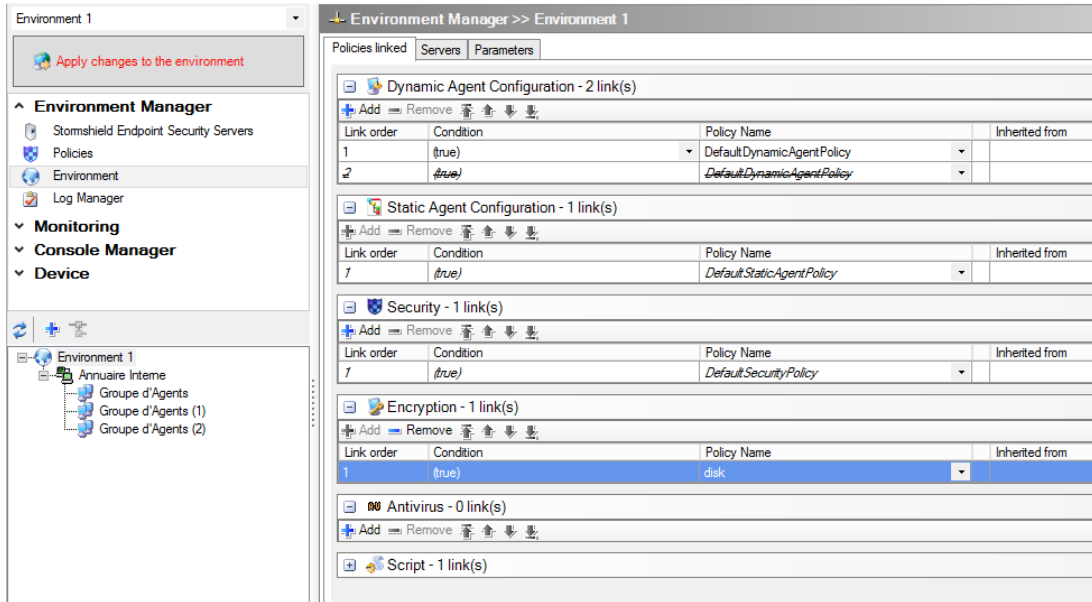 Environment 1
Apply changes to the environment
Environment Manager
Stormshield Endpoint Security Servers
Policies
Environment
Log Manager
Monitoring
Console Manager
Device
Environment 1
Annuaire Interne
Groupe d'Agents
Groupe d'Agents (1)
Groupe d'Agents (2)
Environment Manager >> Environment 1
Policies linked Servers Parameters
Dynamic Agent Configuration - 2 link(s)
Add Remove
Link order Condition Policy Name Inherited from
1 (true) DefaultDynamicAgentPolicy
2 (true) DefaultDynamicAgentPolicy
Static Agent Configuration - 1 link(s)
Add Remove
Link order Condition Policy Name Inherited from
1 (true) DefaultStaticAgentPolicy
Security - 1 link(s)
Add Remove
Link order Condition Policy Name Inherited from
1 (true) DefaultSecurityPolicy
Encryption - 1 link(s)
Add Remove
Link order Condition Policy Name Inherited from
1 (true) disk
Antivirus - 0 link(s)
Add Remove
Script - 1 link(s)